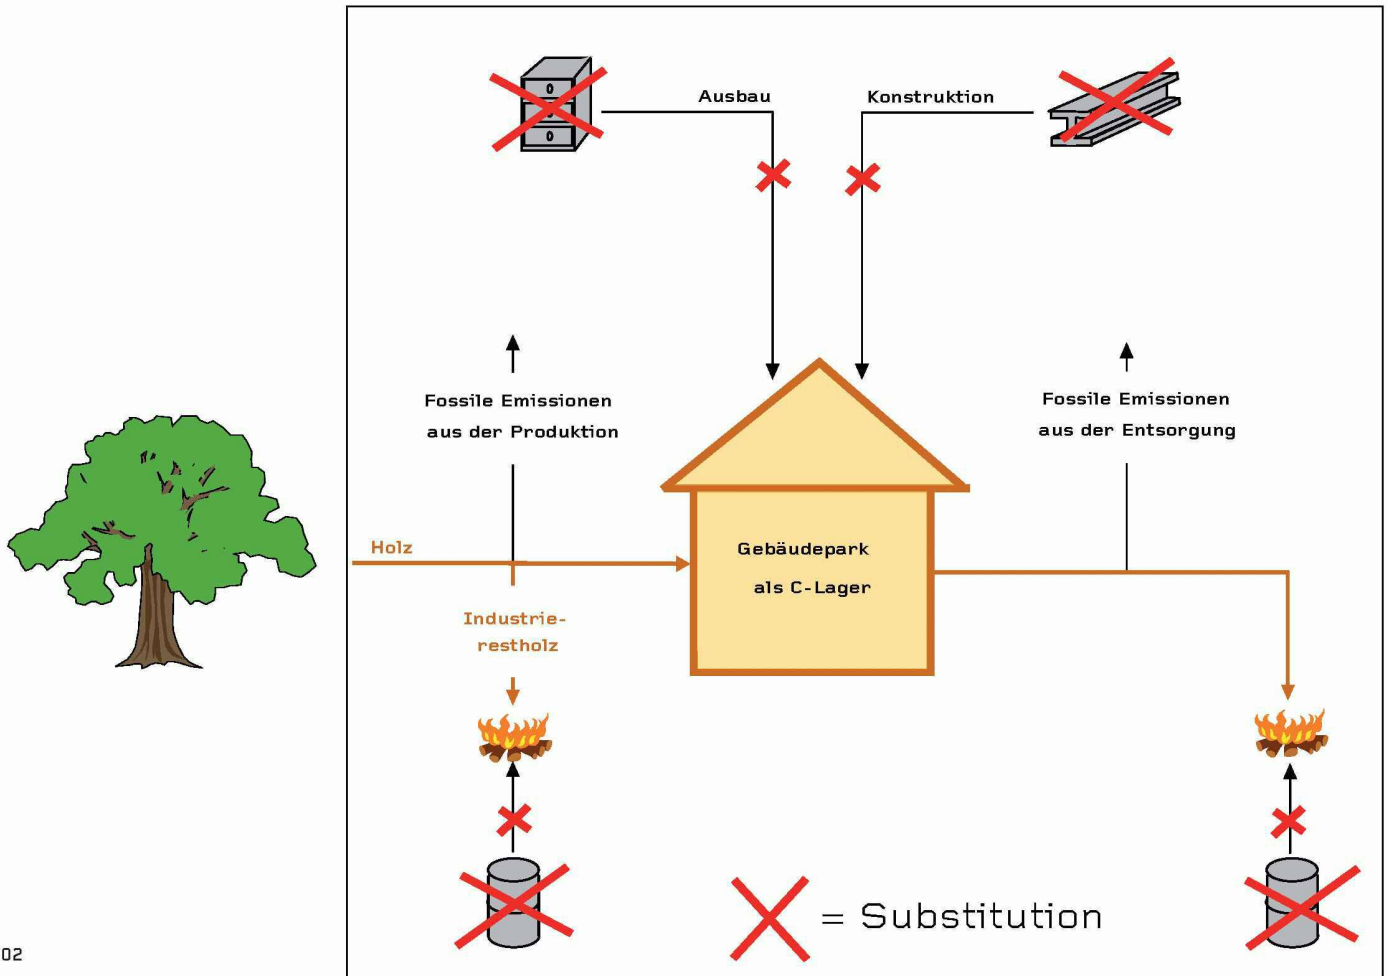 Ausbau
Konstruktion
Fossile Emissionen
aus der Produktion
Fossile Emissionen
aus der Entsorgung
Holz
Gebäudepark
als C-Lager
Industrie-
restholz
= Substitution
02